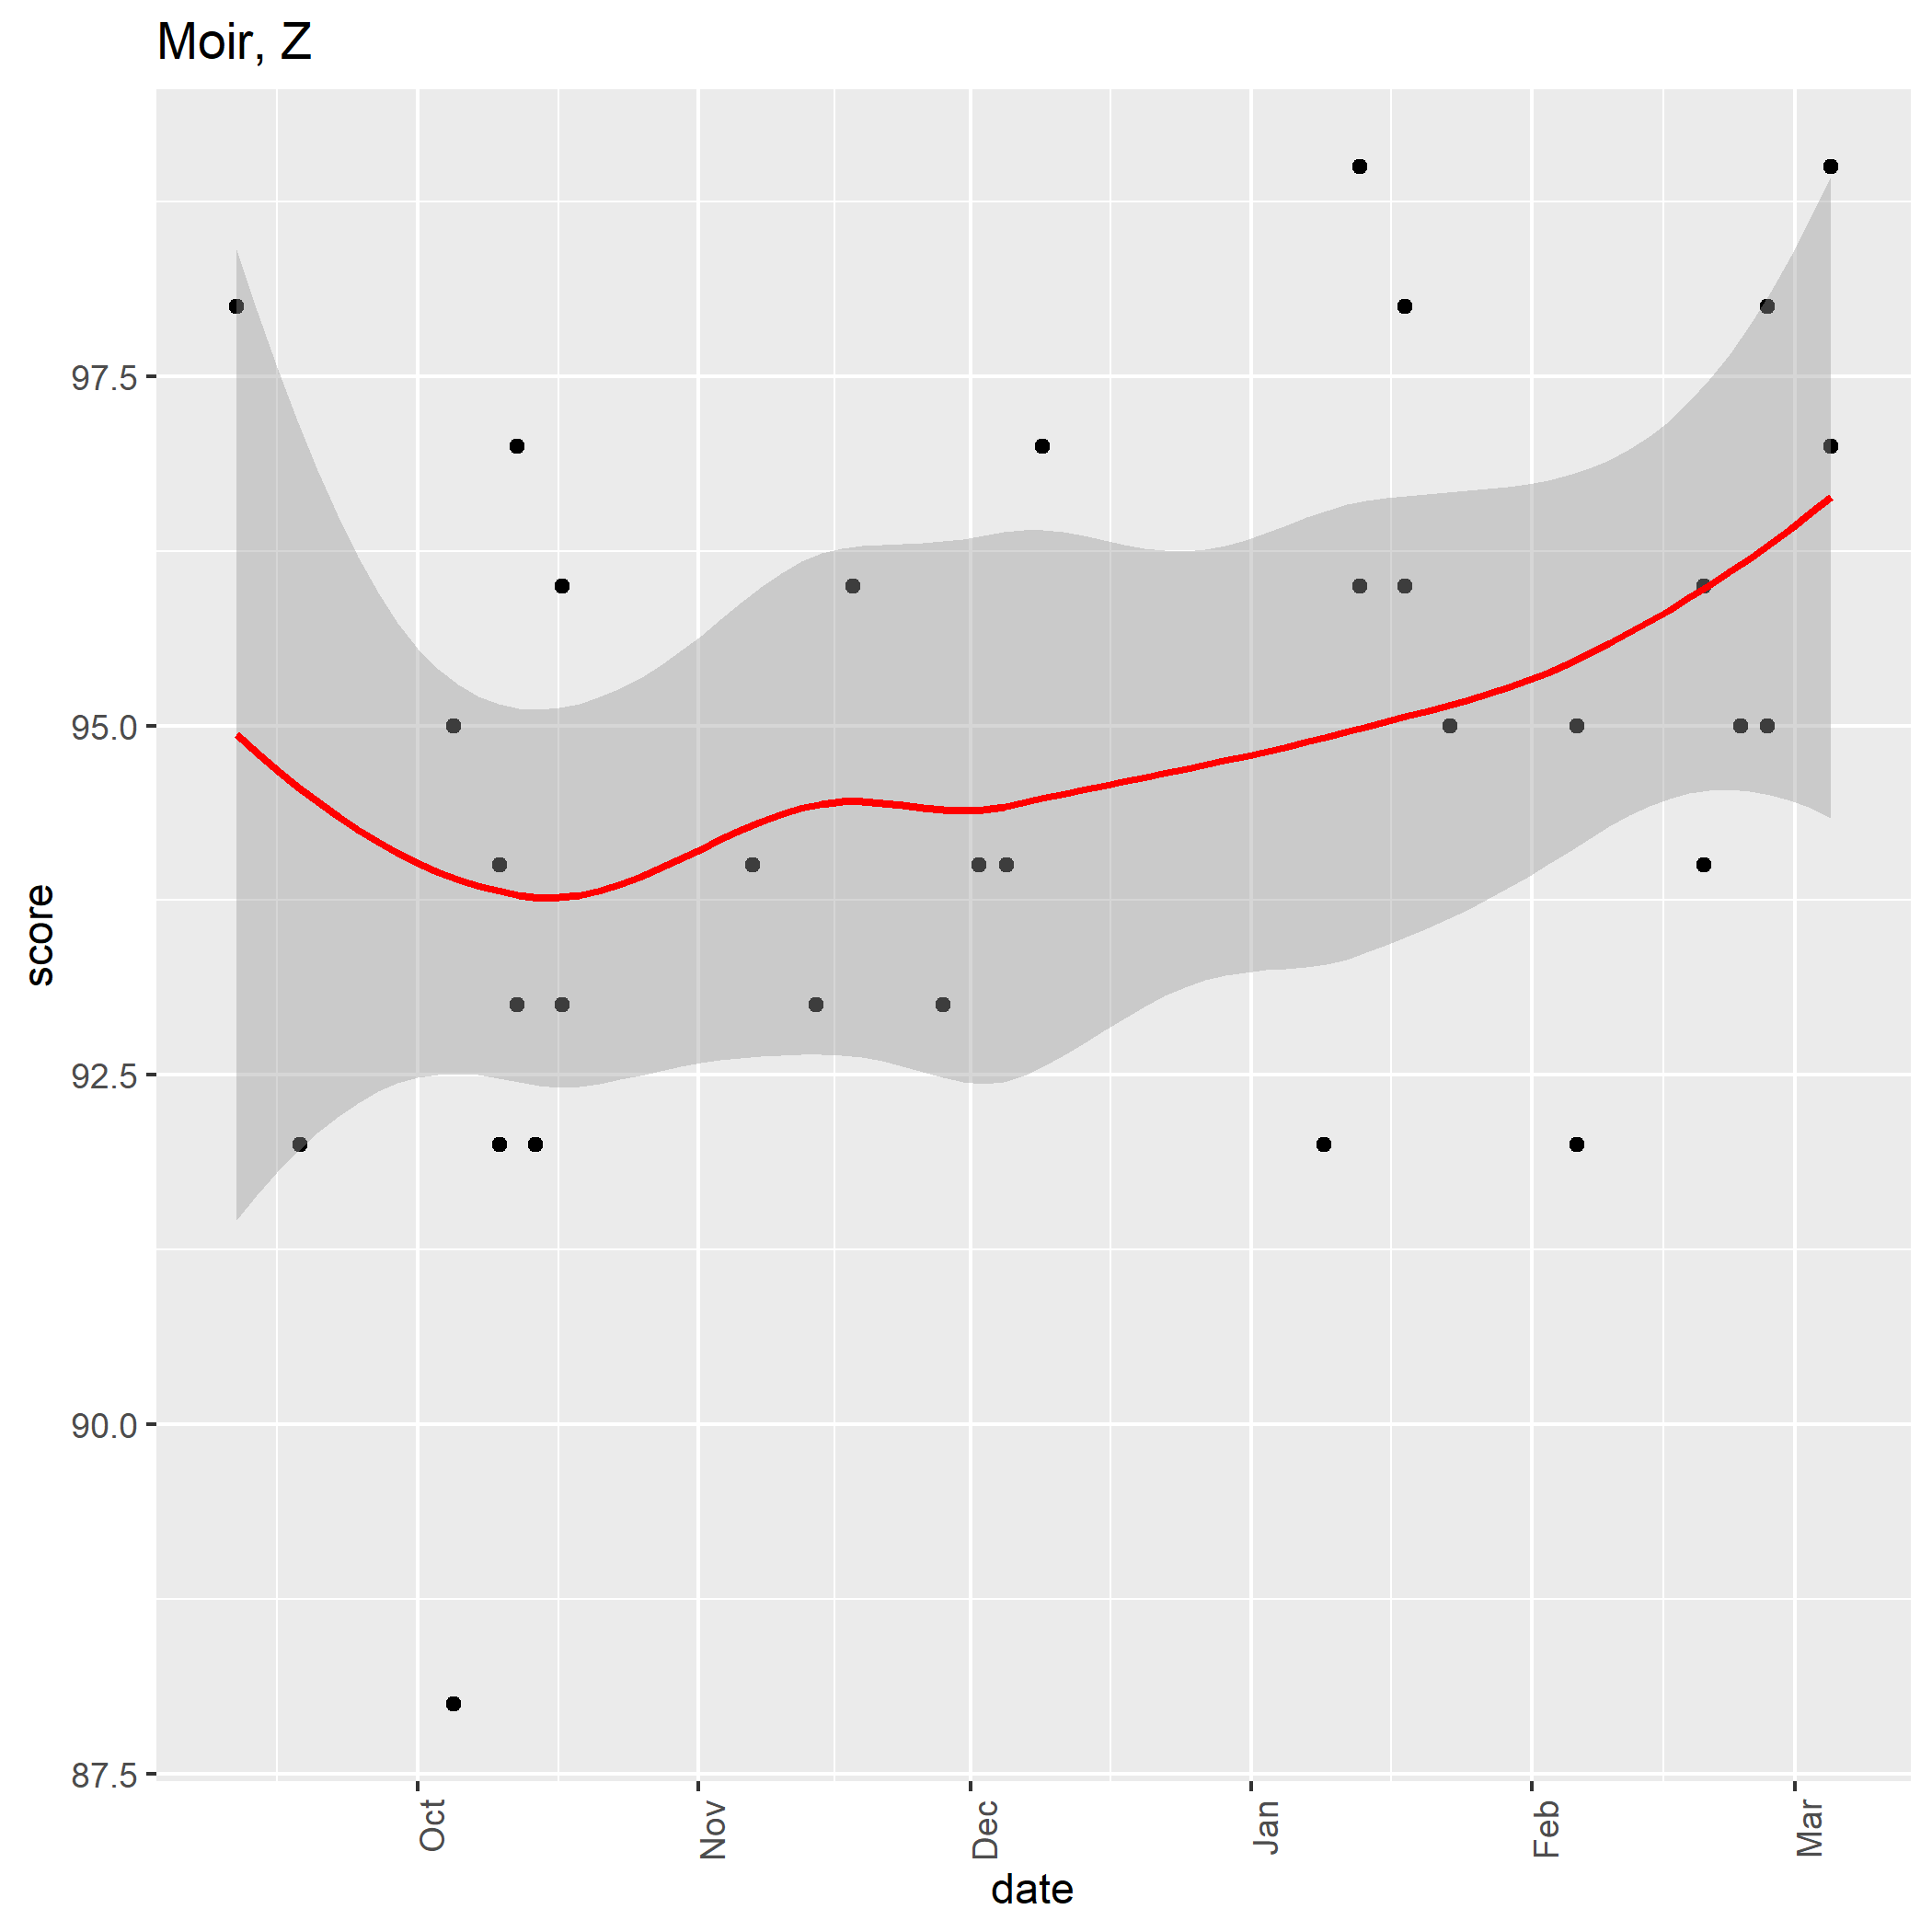 Moir, Z
97.5
95.0
92.5
90.0
87.5
score
Oct
Nov
Dec
Jan
Feb
Mar
date